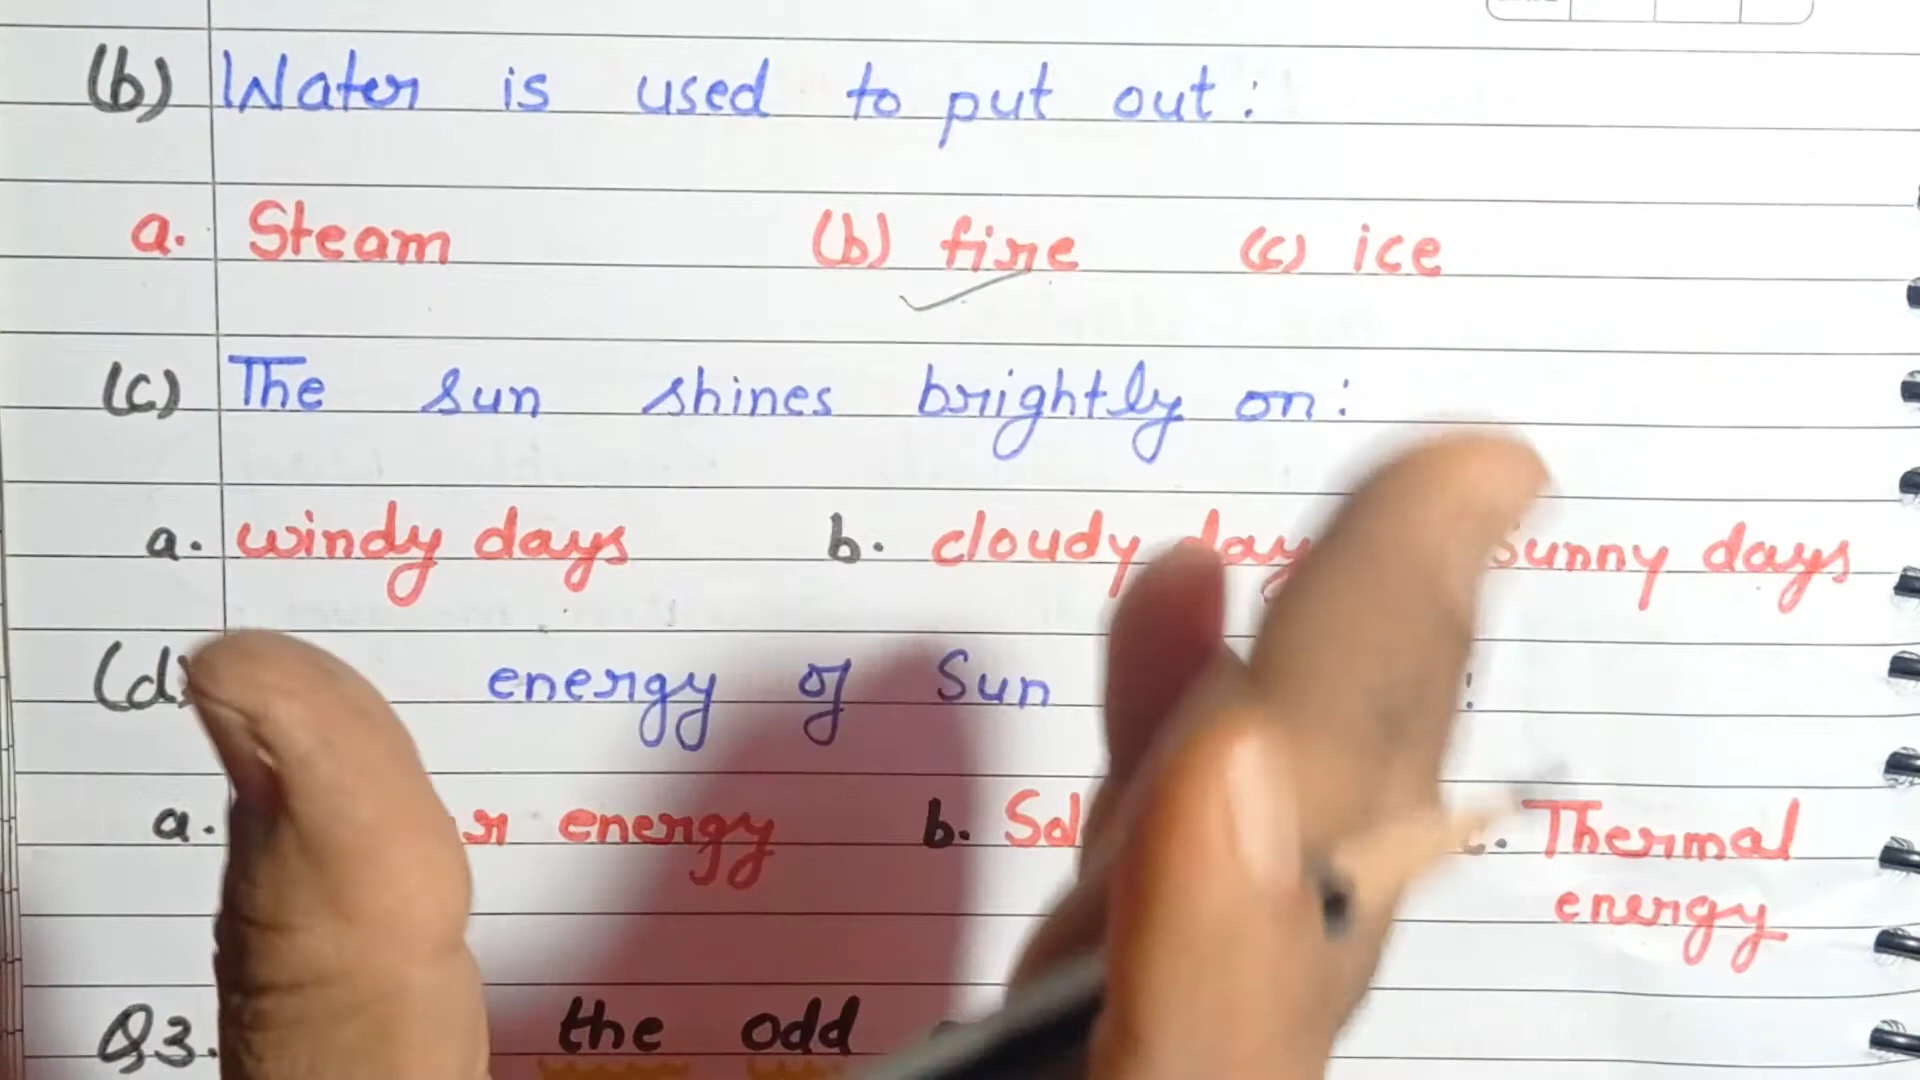 (b) Water is used to put out:
a. Steam (b) fire (c) ice
(c) The sun shines brightly on:
a. windy days b. cloudy sunny days
(d) energy of Sun :
a. energy b. c. Thermal
energy
Q3. the odd